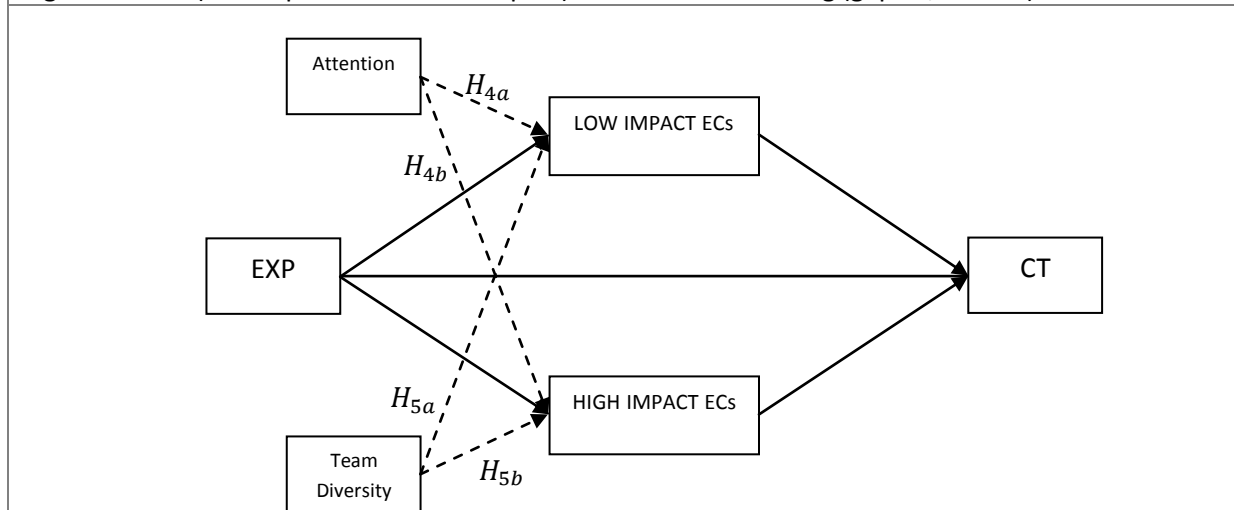 Attention
H4a
LOW IMPACT ECs
H4b
EXP
CT
H5a
HIGH IMPACT ECs
Team
Diversity
H5b